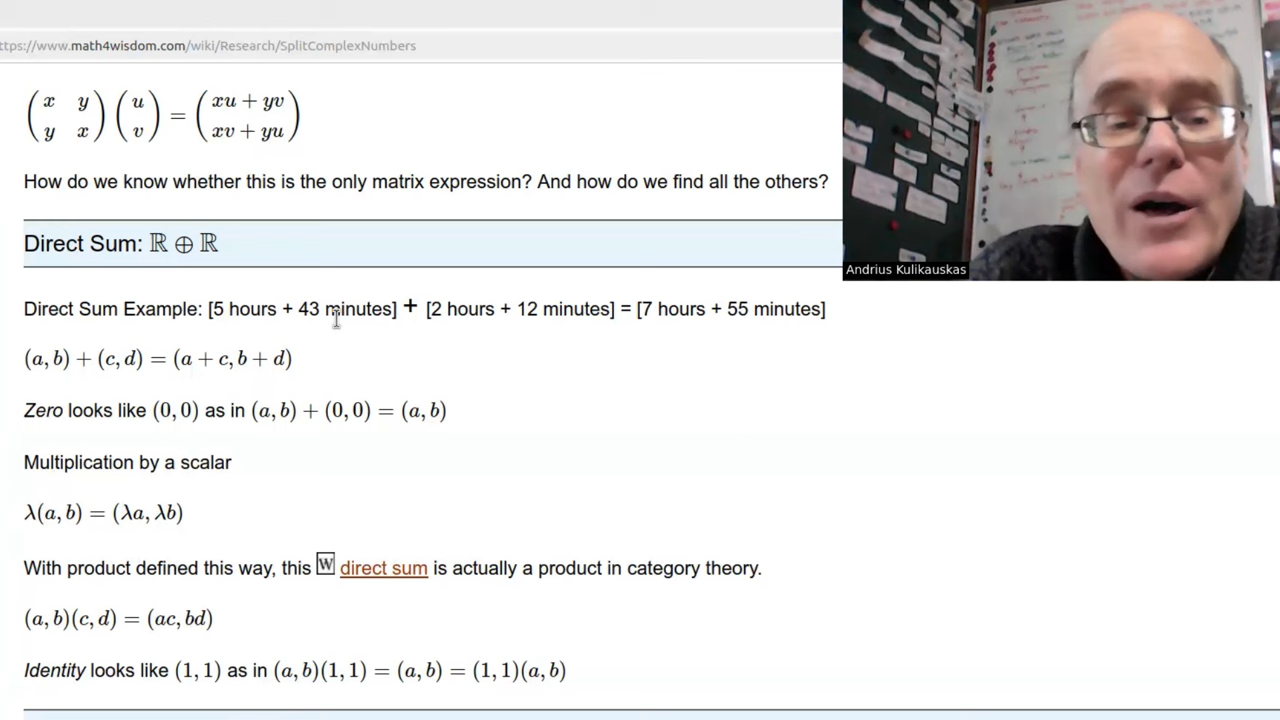 ttps://www.math4wisdom.com/wiki/Research/SplitComplexNumbers
(x y
y x) (u
v) = (xu + yv
xv + yu)
How do we know whether this is the only matrix expression? And how do we find all the others?
Direct Sum: ℝ ⊕ ℝ
Direct Sum Example: [5 hours + 43 minutes] + [2 hours + 12 minutes] = [7 hours + 55 minutes]
(a, b) + (c, d) = (a + c, b + d)
Zero looks like (0, 0) as in (a, b) + (0, 0) = (a, b)
Multiplication by a scalar
λ(a, b) = (λa, λb)
With product defined this way, this W direct sum is actually a product in category theory.
(a, b)(c, d) = (ac, bd)
Identity looks like (1, 1) as in (a, b)(1, 1) = (a, b) = (1, 1)(a, b)
Andrius Kulikauskas